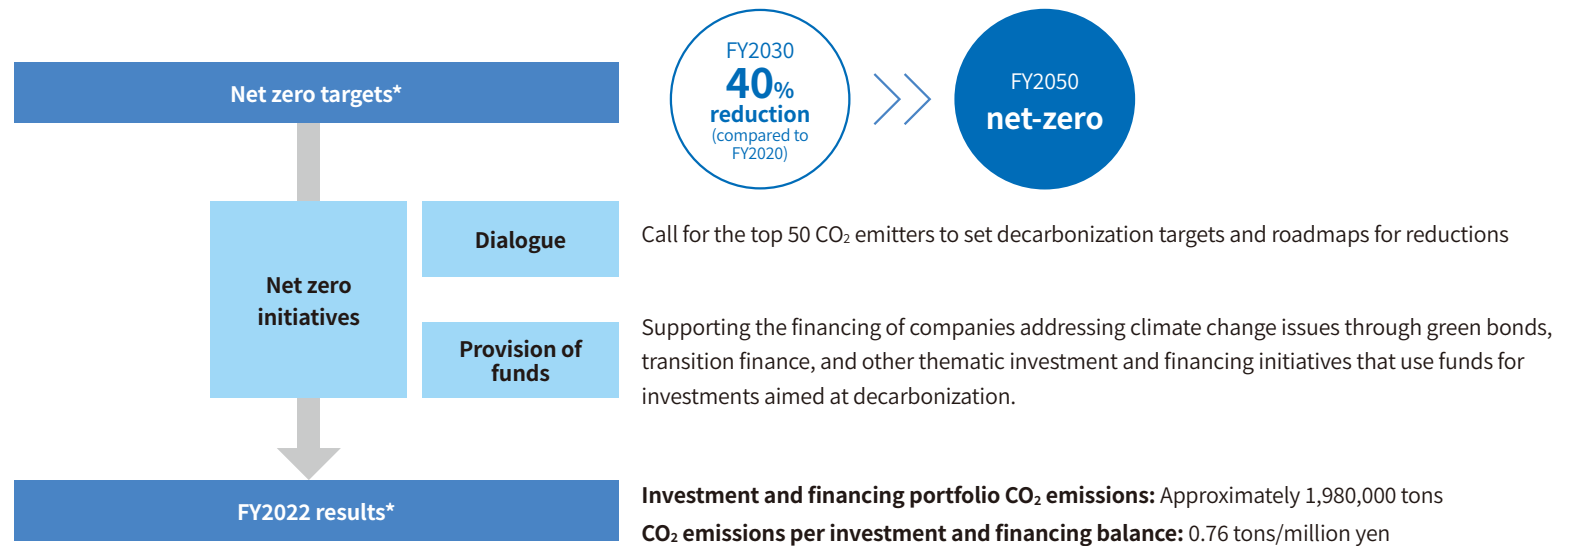 Net zero targets*
FY2030
40%
reduction
(compared to
FY2020)
FY2050
net-zero
Net zero
initiatives
Dialogue
Call for the top 50 CO₂ emitters to set decarbonization targets and roadmaps for reductions
Provision of
funds
Supporting the financing of companies addressing climate change issues through green bonds,
transition finance, and other thematic investment and financing initiatives that use funds for
investments aimed at decarbonization.
FY2022 results*
Investment and financing portfolio CO₂ emissions: Approximately 1,980,000 tons
CO₂ emissions per investment and financing balance: 0.76 tons/million yen